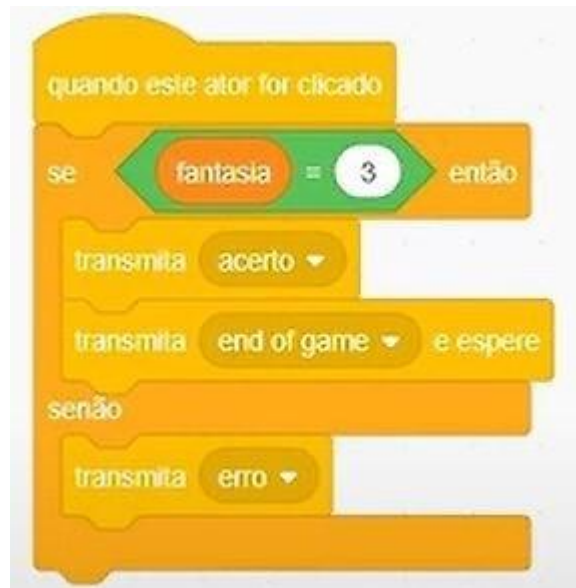 quando este ator for clicado
se fantasia = 3 então
transmita acerto
transmita end of game e espere
senão
transmita erro